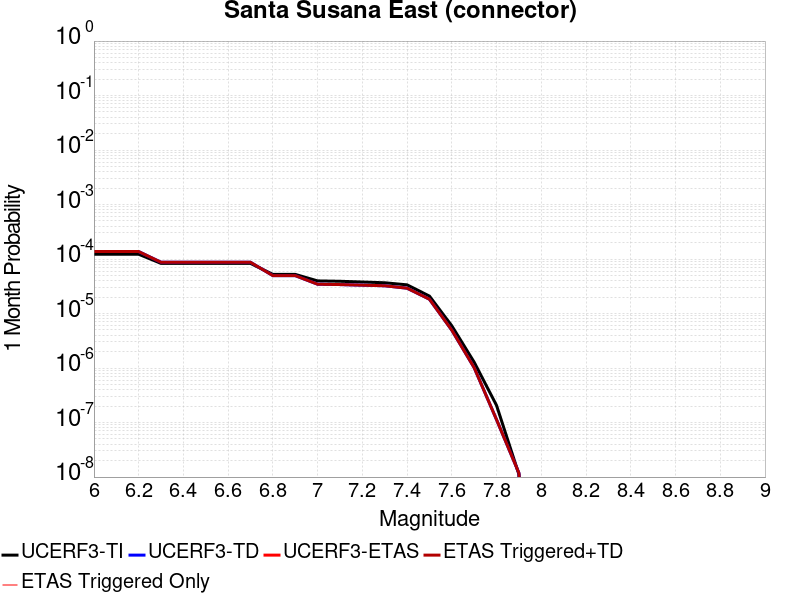 Santa Susana East (connector)
10^0
10^-1
10^-2
10^-3
10^-4
10^-5
10^-6
10^-7
10^-8
1 Month Probability
6 6.2 6.4 6.6 6.8 7 7.2 7.4 7.6 7.8 8 8.2 8.4 8.6 8.8 9
Magnitude
UCERF3-TI UCERF3-TD UCERF3-ETAS ETAS Triggered+TD
ETAS Triggered Only